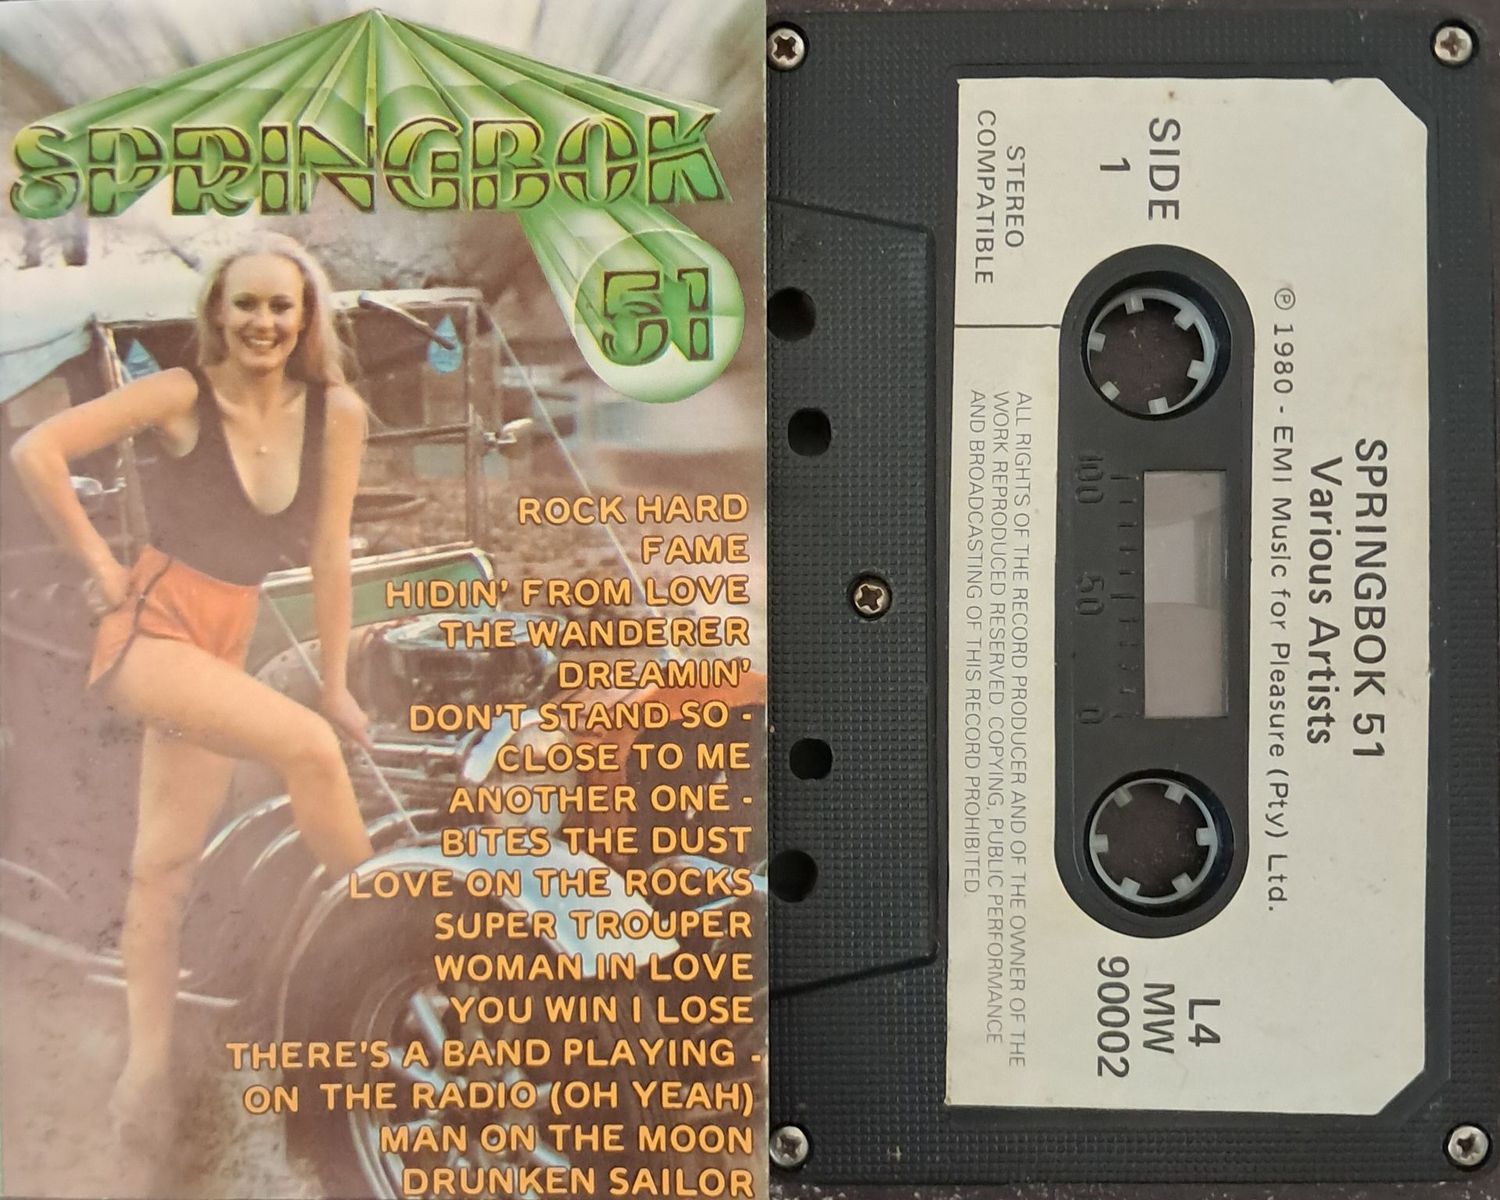 SPRINGBOK
51
ROCK HARD
FAME
HIDIN' FROM LOVE
THE WANDERER
DREAMIN'
DON'T STAND SO -
CLOSE TO ME
ANOTHER ONE -
BITES THE DUST
LOVE ON THE ROCKS
SUPER TROUPER
WOMAN IN LOVE
YOU WIN I LOSE
THERE'S A BAND PLAYING -
ON THE RADIO (OH YEAH)
MAN ON THE MOON
DRUNKEN SAILOR
SPRINGBOK 51
Various Artists
℗ 1980 - EMI Music for Pleasure (Pty) Ltd.
SIDE
1
L4
MW
90002
STEREO
COMPATIBLE
100 50 0
ALL RIGHTS OF THE RECORD PRODUCER AND OF THE OWNER OF THE
WORK REPRODUCED RESERVED. COPYING, PUBLIC PERFORMANCE
AND BROADCASTING OF THIS RECORD PROHIBITED.